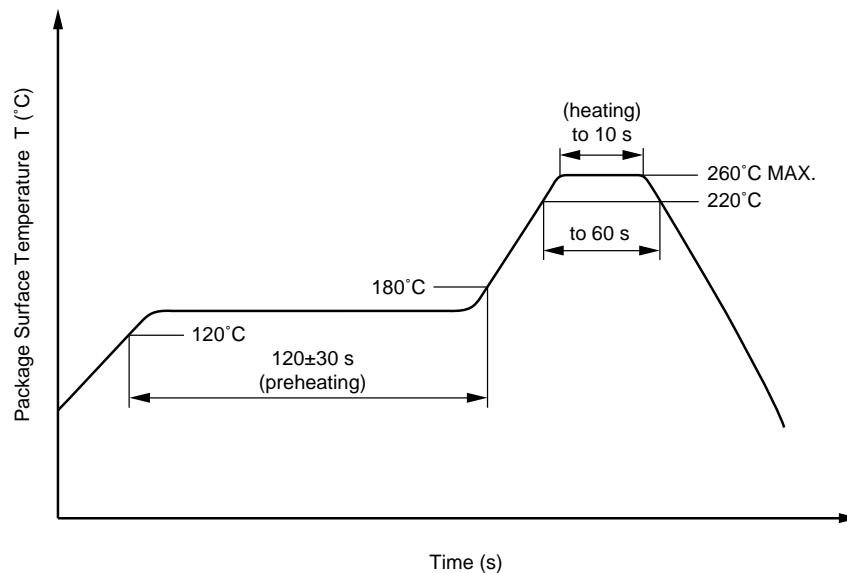 Package Surface Temperature T (˚C)
(heating)
to 10 s
260˚C MAX.
220˚C
to 60 s
180˚C
120˚C
120±30 s
(preheating)
Time (s)